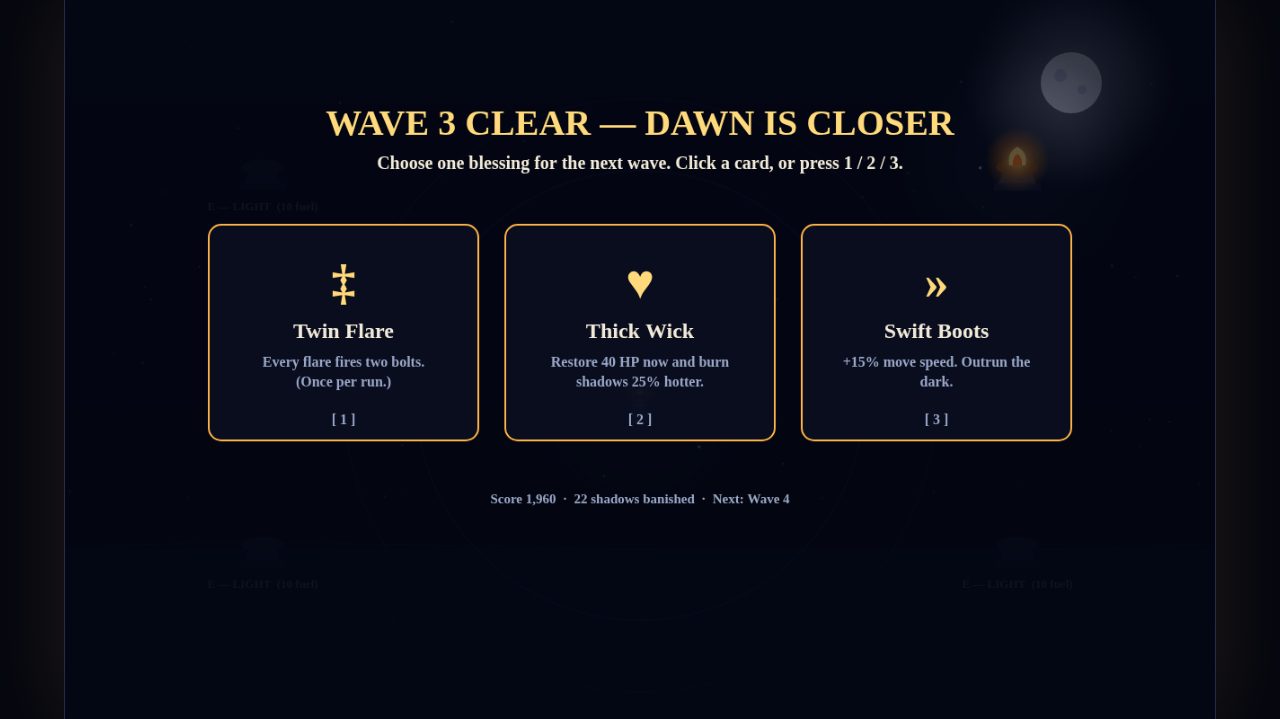 WAVE 3 CLEAR — DAWN IS CLOSER
Choose one blessing for the next wave. Click a card, or press 1 / 2 / 3.
E — LIGHT (10 fuel)
‡
Twin Flare
Every flare fires two bolts.
(Once per run.)
[ 1 ]
♥
Thick Wick
Restore 40 HP now and burn
shadows 25% hotter.
[ 2 ]
»
Swift Boots
+15% move speed. Outrun the
dark.
[ 3 ]
Score 1,960 · 22 shadows banished · Next: Wave 4
E — LIGHT (10 fuel)
E — LIGHT (10 fuel)